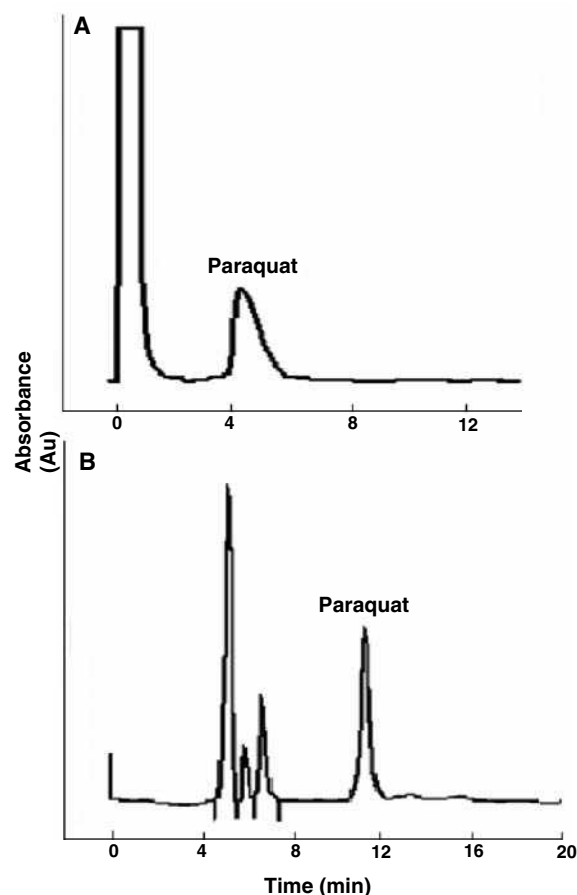 A
Paraquat
0 4 8 12
Absorbance
(Au)
B
Paraquat
0 4 8 12 16 20
Time (min)